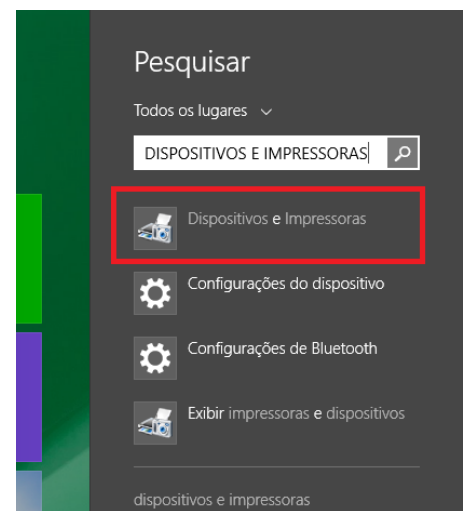 Pesquisar
Todos os lugares
DISPOSITIVOS E IMPRESSORAS
Dispositivos e Impressoras
Configurações do dispositivo
Configurações de Bluetooth
Exibir impressoras e dispositivos
dispositivos e impressoras